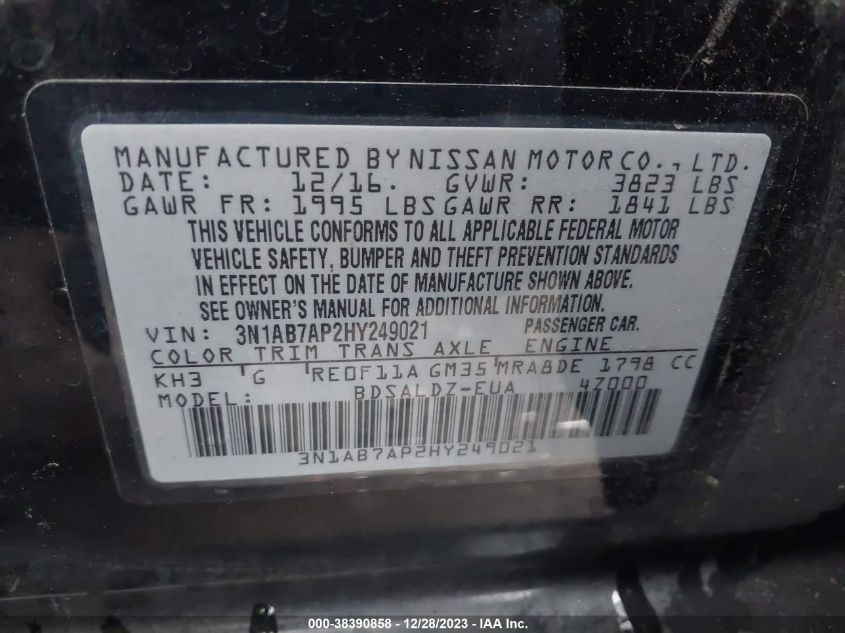 MANUFACTURED BY NISSAN MOTOR CO., LTD.
DATE: 12/16. GVWR: 3823 LBS
GAWR FR: 1995 LBS GAWR RR: 1841 LBS
THIS VEHICLE CONFORMS TO ALL APPLICABLE FEDERAL MOTOR
VEHICLE SAFETY, BUMPER AND THEFT PREVENTION STANDARDS
IN EFFECT ON THE DATE OF MANUFACTURE SHOWN ABOVE.
SEE OWNER'S MANUAL FOR ADDITIONAL INFORMATION.
VIN: 3N1AB7AP2HY249021 PASSENGER CAR.
COLOR TRIM TRANS AXLE ENGINE
KH3 G RE0F11A GM35 MRA8DE 1798 CC
MODEL: BDSALDZ-EUA 4Z000
3N1AB7AP2HY249021
000-38390858 - 12/28/2023 - IAA Inc.